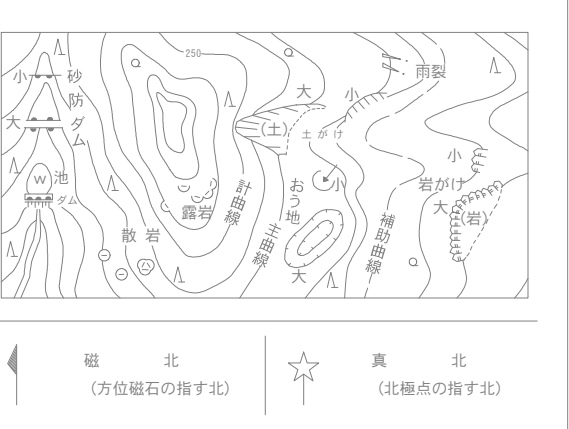 250
小 砂防ダム
大
W 池
ダム
散岩
露岩
計曲線
主曲線
大 小
(土) 土がけ
おう地
小
大
補助曲線
雨裂
小
岩がけ
大
(岩)
磁北
(方位磁石の指す北)
真北
(北極点の指す北)